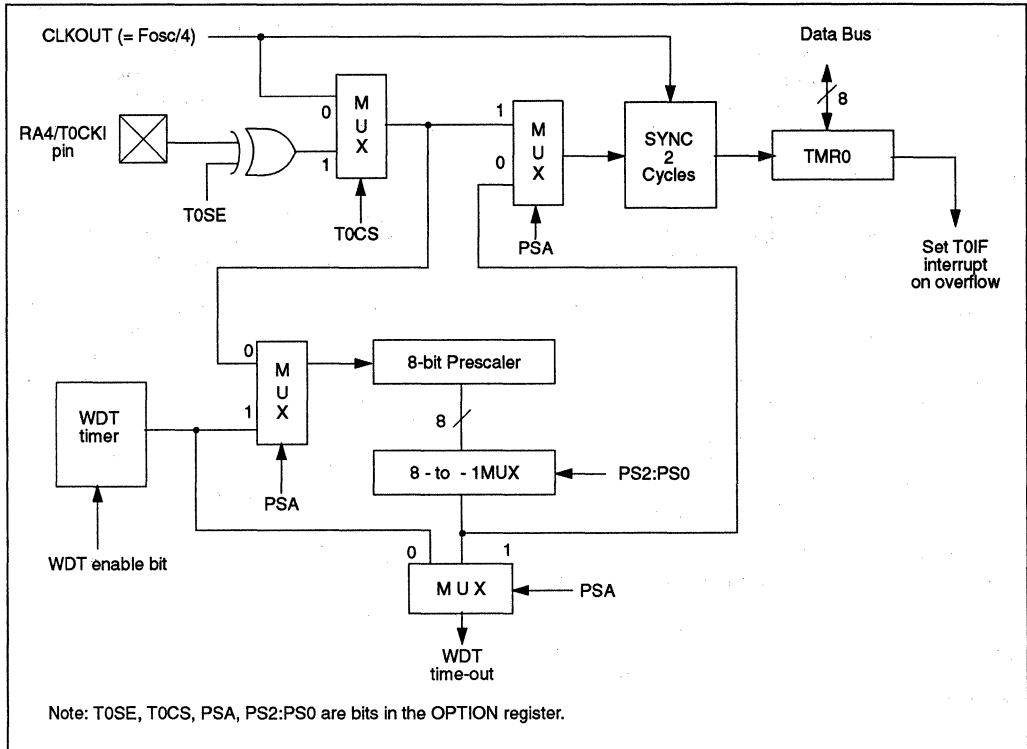 CLKOUT (= Fosc/4)
Data Bus
8
RA4/T0CKI
pin
0
1
M
U
X
T0SE
T0CS
1
0
M
U
X
PSA
SYNC
2
Cycles
TMR0
Set T0IF
interrupt
on overflow
0
1
M
U
X
PSA
8-bit Prescaler
8
WDT
timer
8 - to - 1MUX
PS2:PS0
WDT enable bit
0
1
M U X
PSA
WDT
time-out
Note: T0SE, T0CS, PSA, PS2:PS0 are bits in the OPTION register.